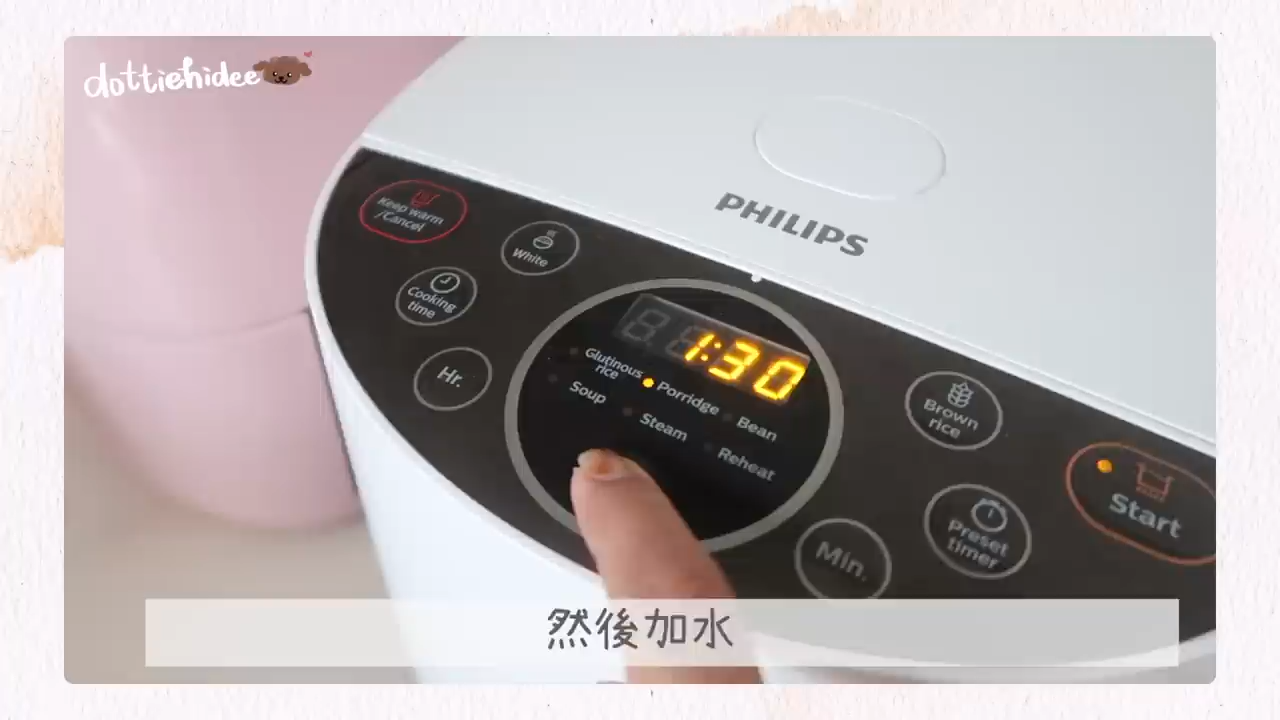 dottiehidee
PHILIPS
Keep warm
/Cancel
White
Cooking
time
Hr.
1:30
Glutinous
rice
Porridge
Bean
Soup
Steam
Reheat
Brown
rice
Start
Preset
timer
Min.
然後加水